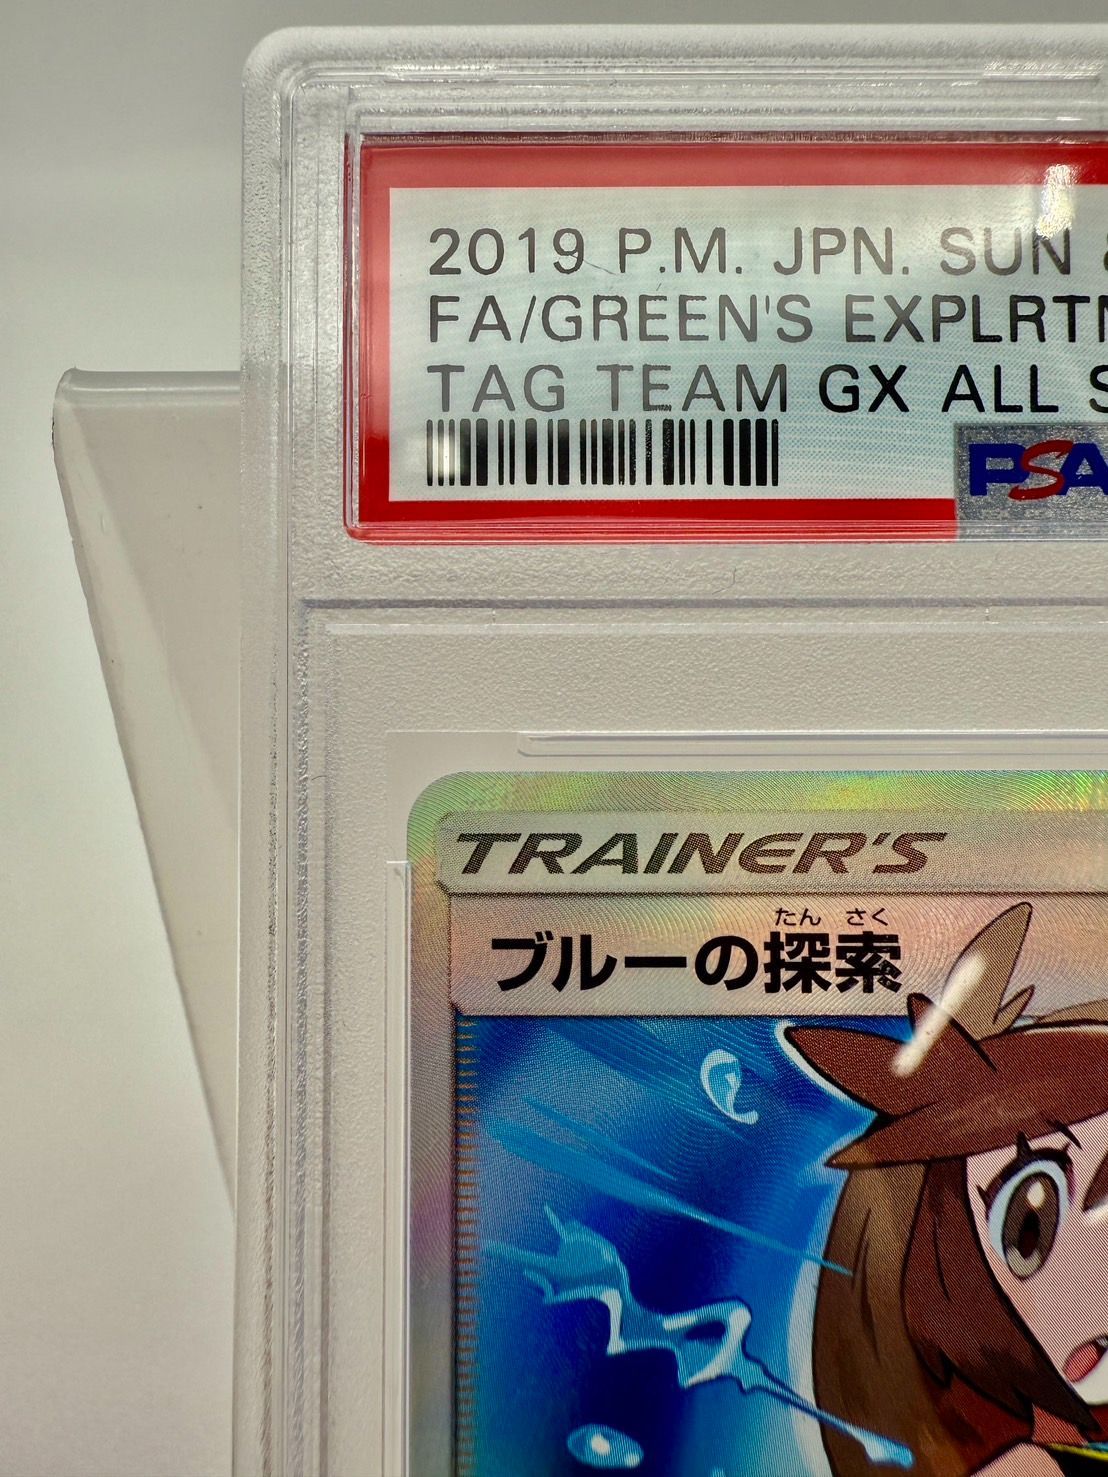 2019 P.M. JPN. SUN &
FA/GREEN'S EXPLRTN
TAG TEAM GX ALL S
PSA
TRAINER'S
たん さく
ブルーの探索